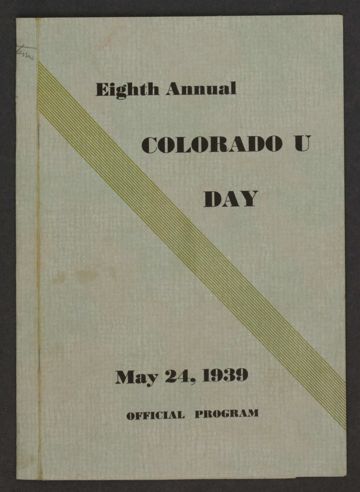 Eighth Annual
COLORADO U
DAY
May 24, 1939
OFFICIAL PROGRAM